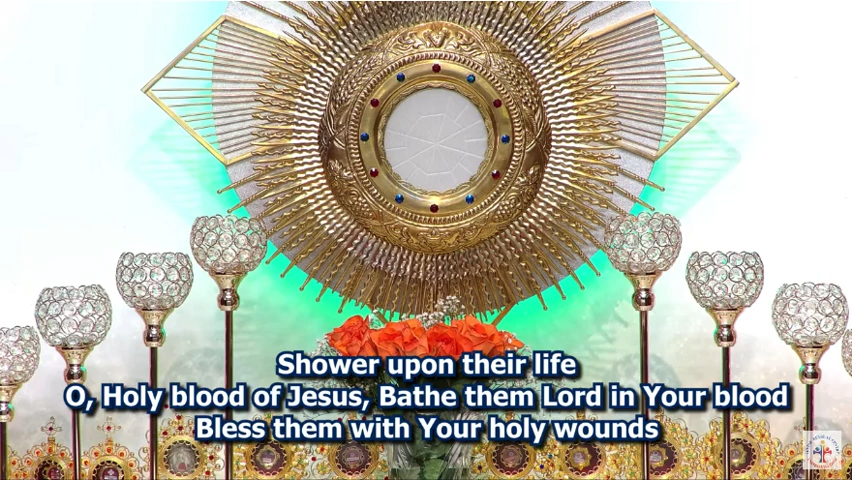 Shower upon their life
O, Holy blood of Jesus, Bathe them Lord in Your blood
Bless them with Your holy wounds